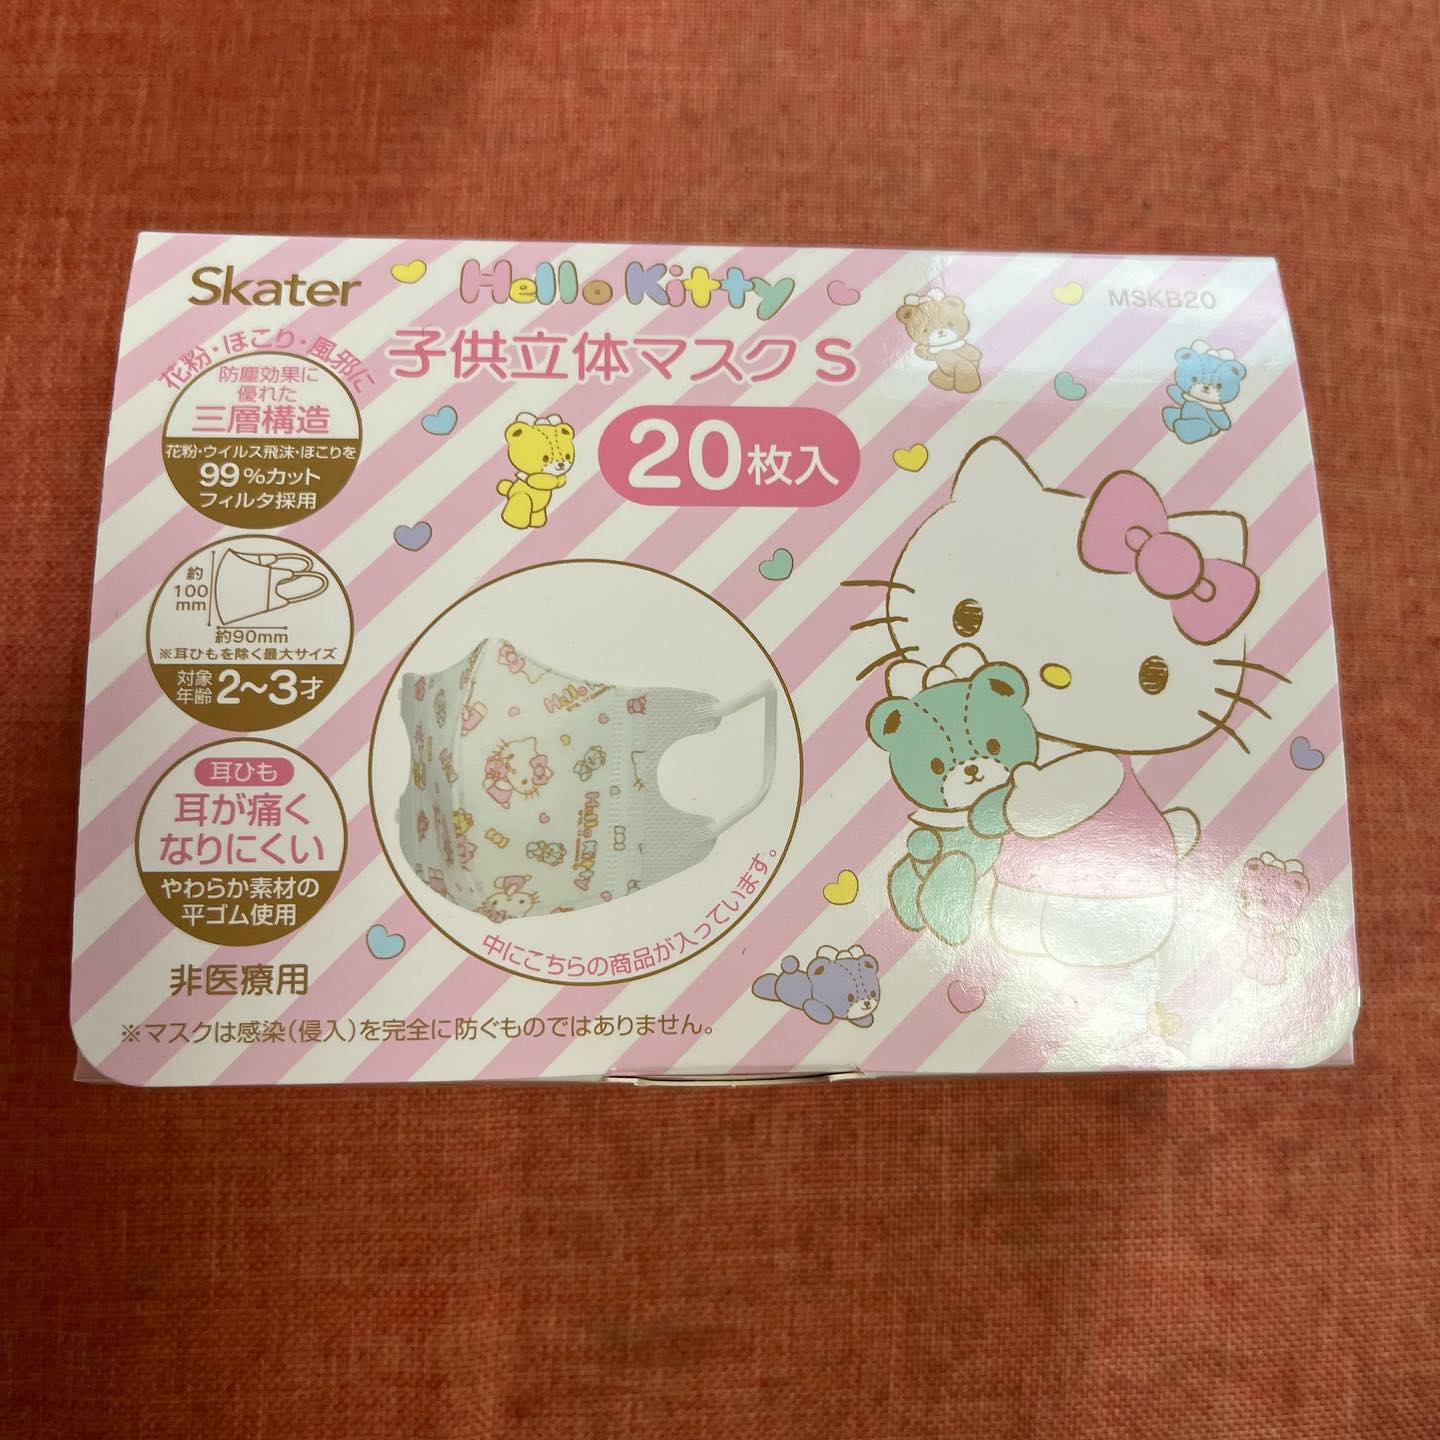 Skater
Hello Kitty
MSKB20
子供立体マスク S
20枚入
花粉・ほこり・風邪に
防塵効果に
優れた
三層構造
花粉・ウイルス飛沫・ほこりを
99%カット
フィルタ採用
約
100
mm
約90mm
※耳ひもを除く最大サイズ
対象
年齢 2〜3才
耳ひも
耳が痛く
なりにくい
やわらか素材の
平ゴム使用
Hello
Hello Kitty
中にこちらの商品が入っています。
非医療用
※マスクは感染(侵入)を完全に防ぐものではありません。